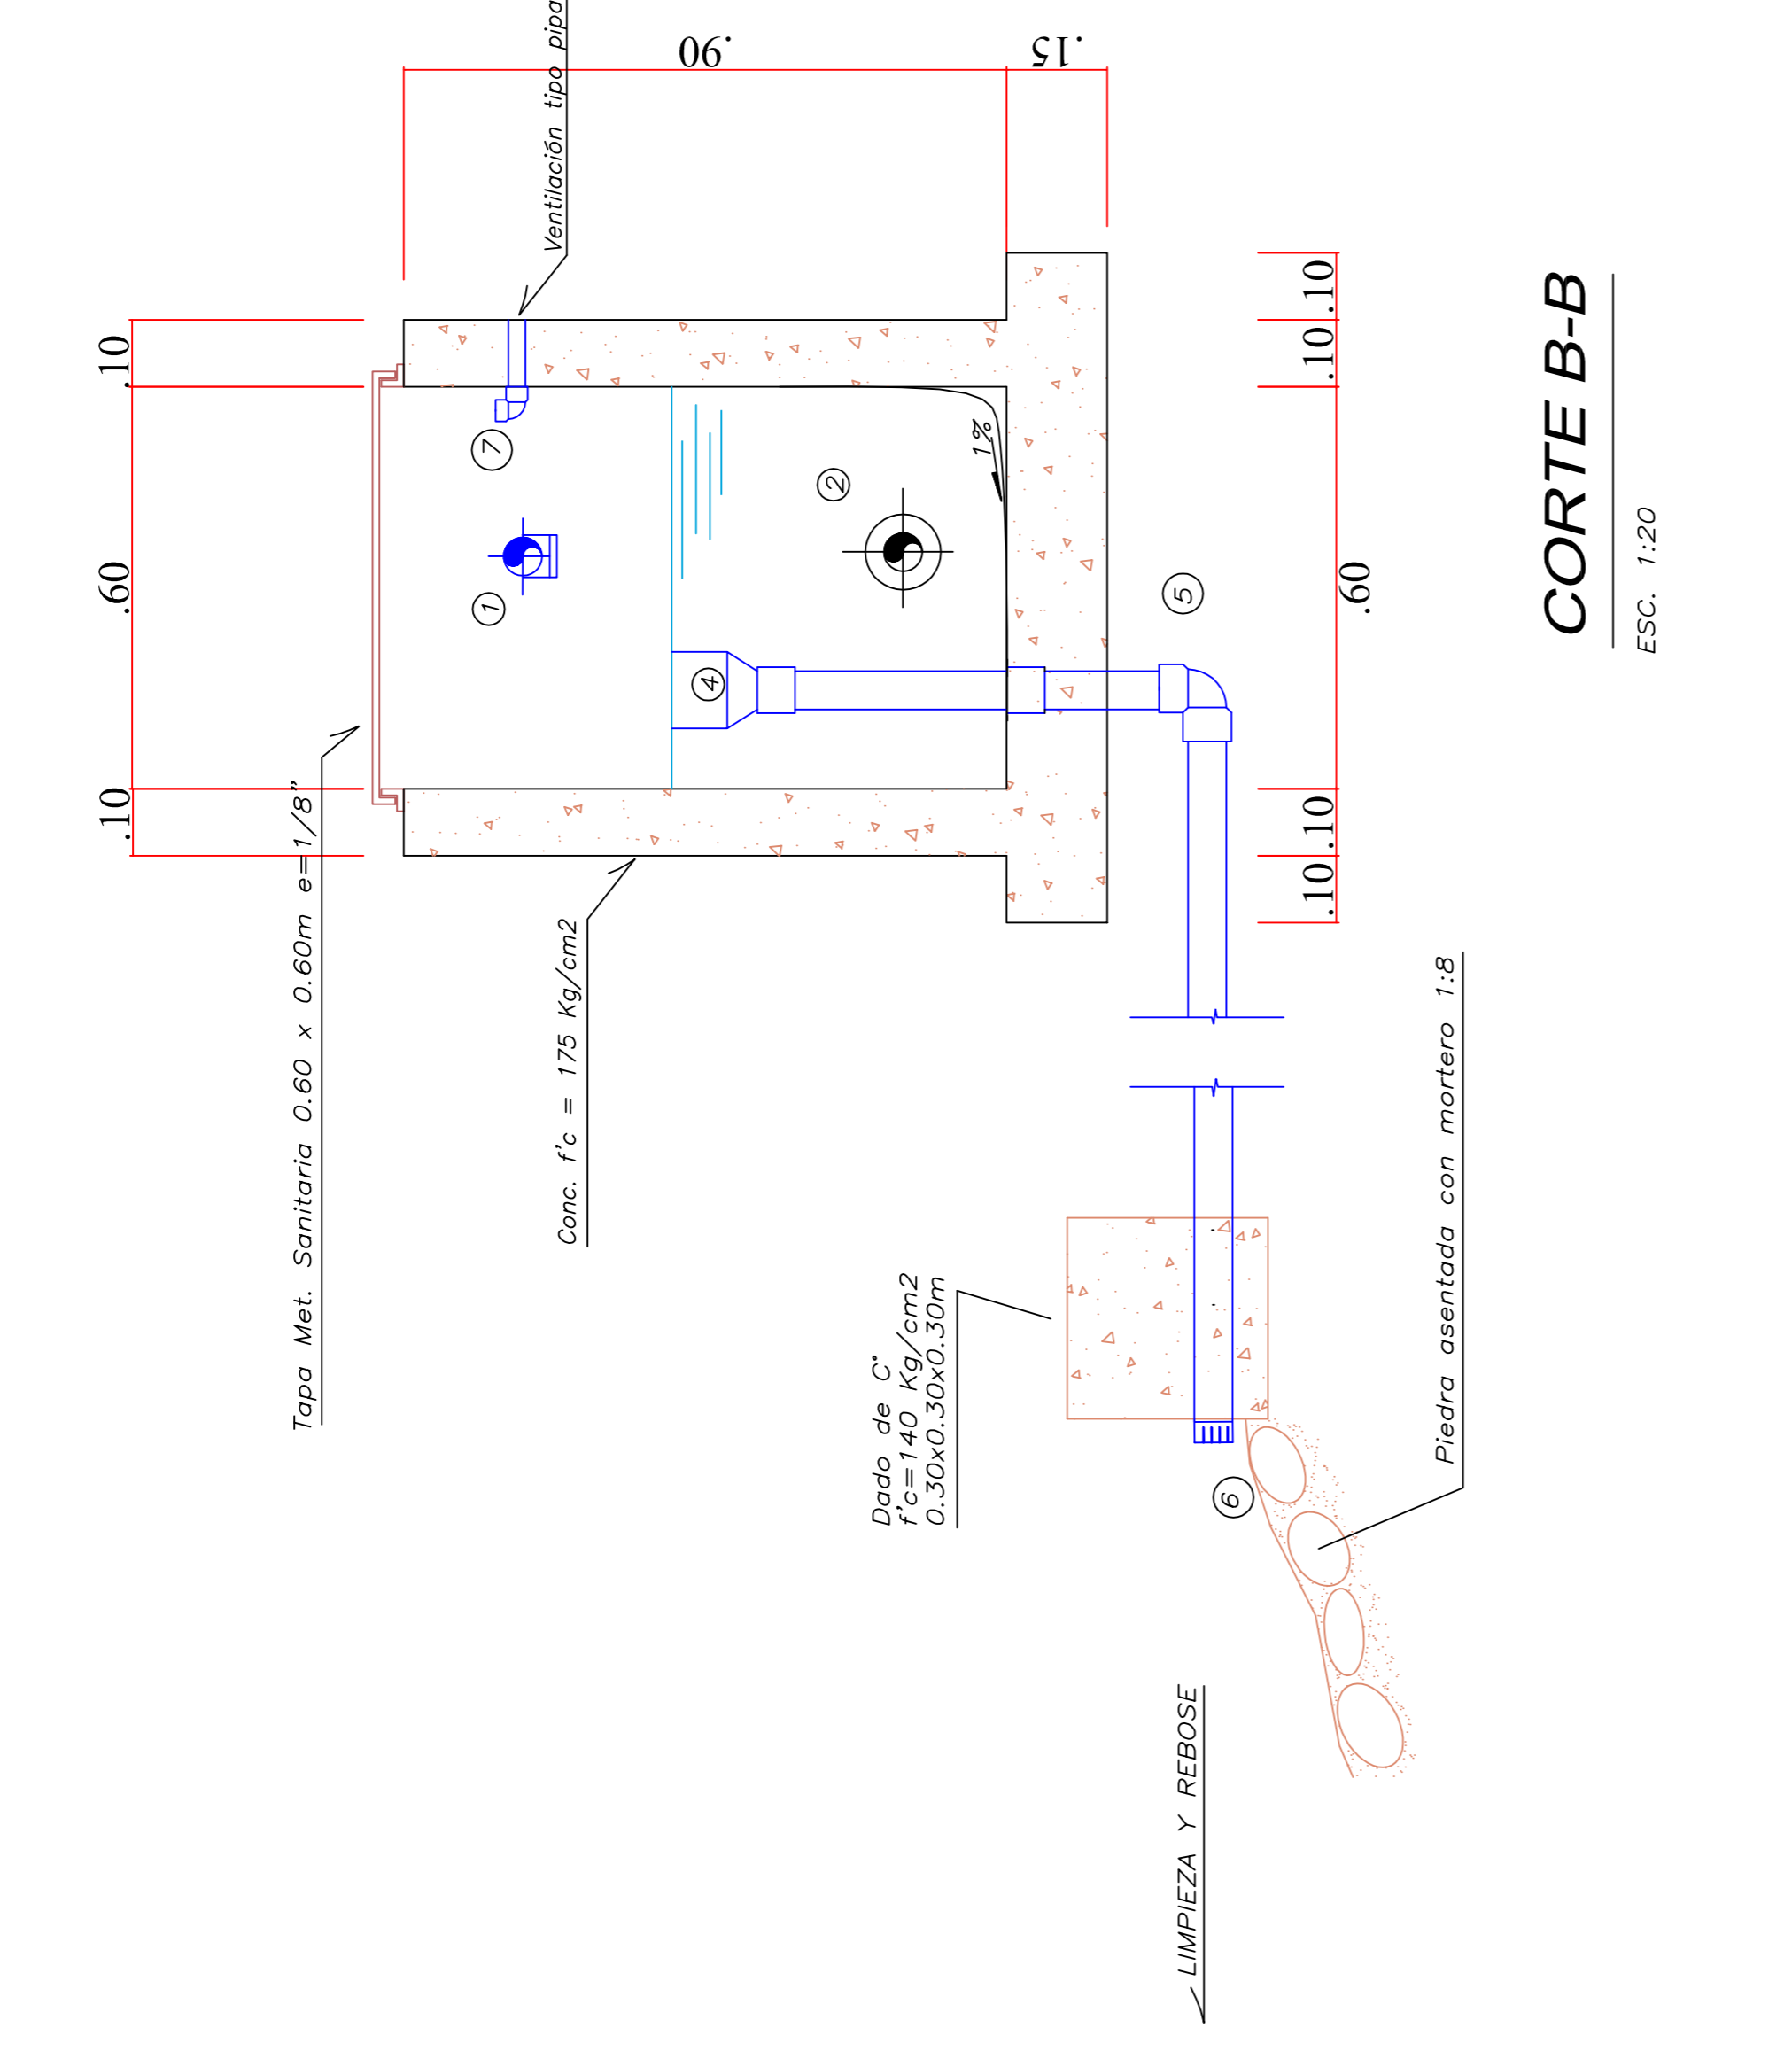 .10
.60
.10
Tapa Met. Sanitaria 0.60 x 0.60m e=1/8"
Ventilación tipo pipa
.90
.15
7
1
2
1%
4
5
Conc. f'c = 175 Kg/cm2
Dado de C°
f'c=140 Kg/cm2
0.30x0.30x0.30m
6
.10
.10
.60
.10
.10
Piedra asentada con mortero 1:8
LIMPIEZA Y REBOSE
CORTE B-B
ESC. 1:20